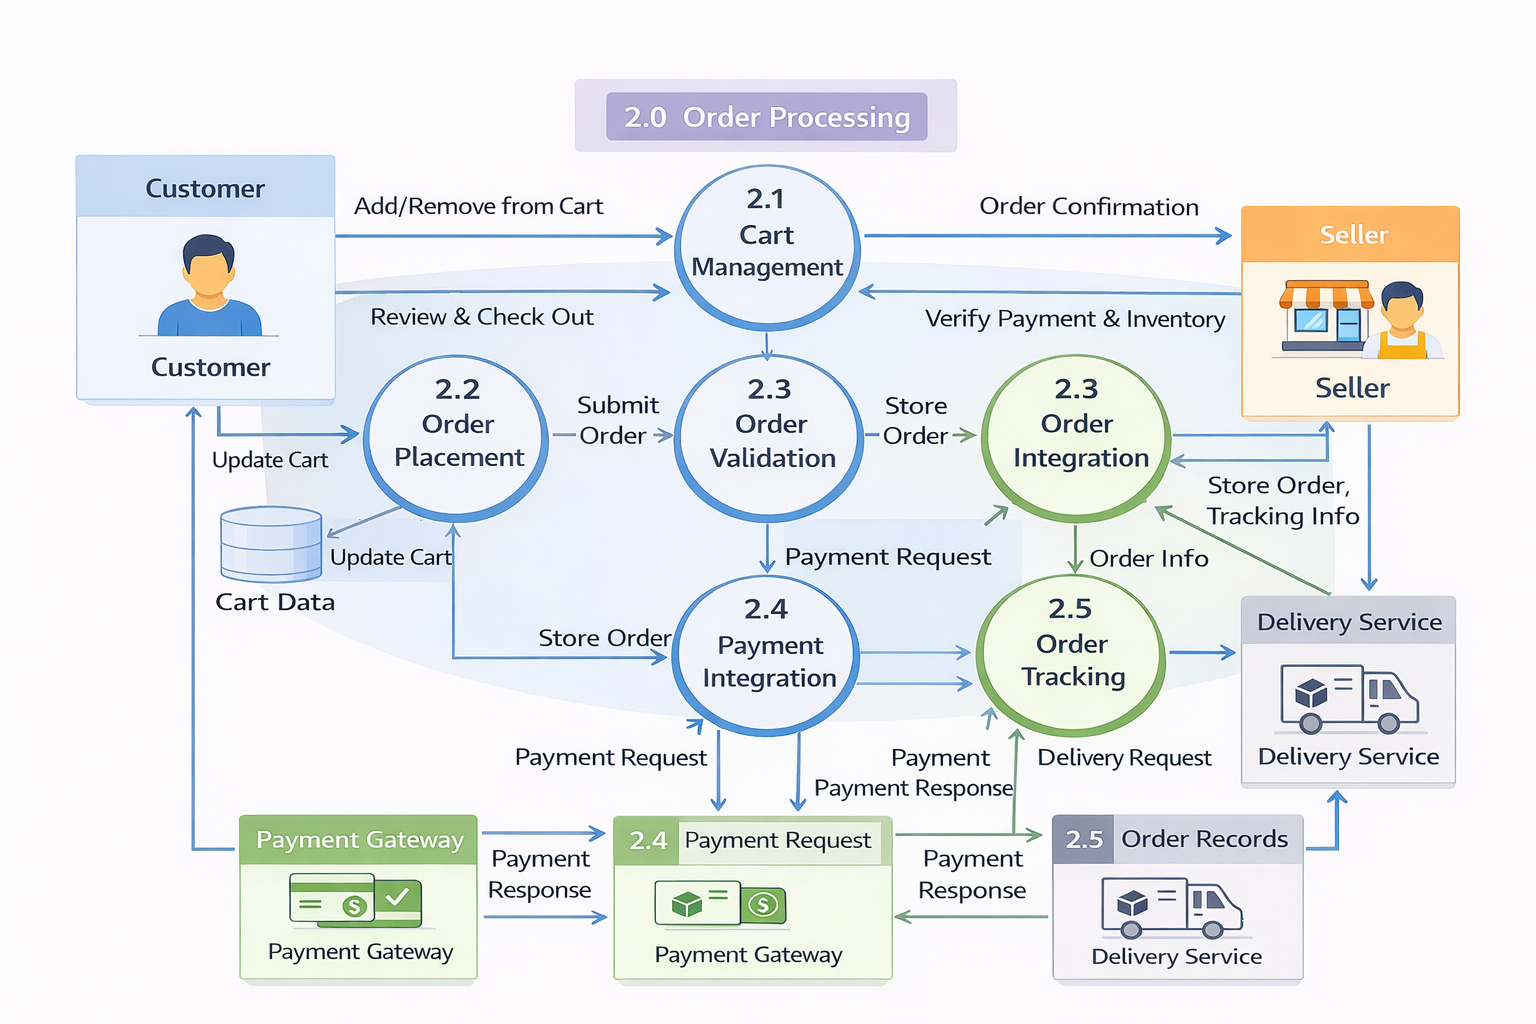 2.0 Order Processing
Customer
Customer
Add/Remove from Cart
Review & Check Out
2.1
Cart
Management
Order Confirmation
Verify Payment & Inventory
Seller
Seller
Update Cart
2.2
Order
Placement
Submit
Order
2.3
Order
Validation
Store
Order
2.3
Order
Integration
Store Order,
Tracking Info
Update Cart
Cart Data
Payment Request
Order Info
Store Order
2.4
Payment
Integration
2.5
Order
Tracking
Delivery Service
Delivery Service
Payment Request
Payment
Payment Response
Delivery Request
Payment Gateway
Payment Gateway
Payment
Response
2.4 Payment Request
Payment Gateway
Payment
Response
2.5 Order Records
Delivery Service